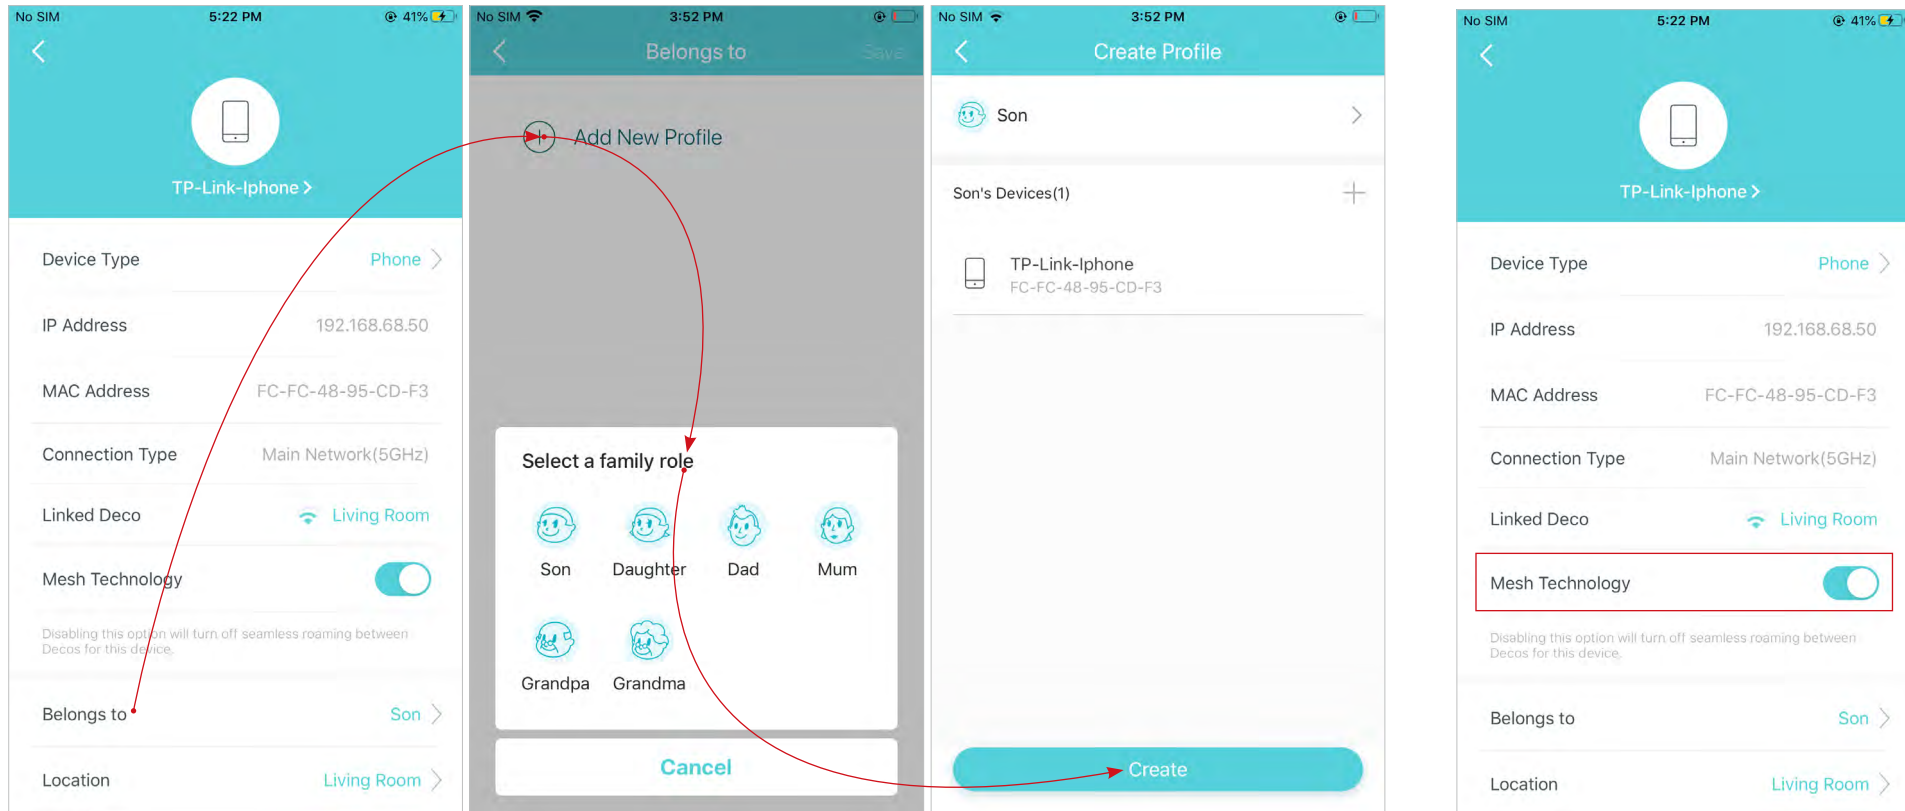 No SIM 5:22 PM 41%
TP-Link-Iphone >
Device Type Phone
IP Address 192.168.68.50
MAC Address FC-FC-48-95-CD-F3
Connection Type Main Network(5GHz)
Linked Deco Living Room
Mesh Technology
Disabling this option will turn off seamless roaming between
Decos for this device.
Belongs to Son
Location Living Room
No SIM 3:52 PM
Belongs to Save
Add New Profile
Select a family role
Son Daughter Dad Mum
Grandpa Grandma
Cancel
No SIM 3:52 PM
Create Profile
Son
Son's Devices(1)
TP-Link-Iphone
FC-FC-48-95-CD-F3
Create
No SIM 5:22 PM 41%
TP-Link-Iphone >
Device Type Phone
IP Address 192.168.68.50
MAC Address FC-FC-48-95-CD-F3
Connection Type Main Network(5GHz)
Linked Deco Living Room
Mesh Technology
Disabling this option will turn off seamless roaming between
Decos for this device.
Belongs to Son
Location Living Room